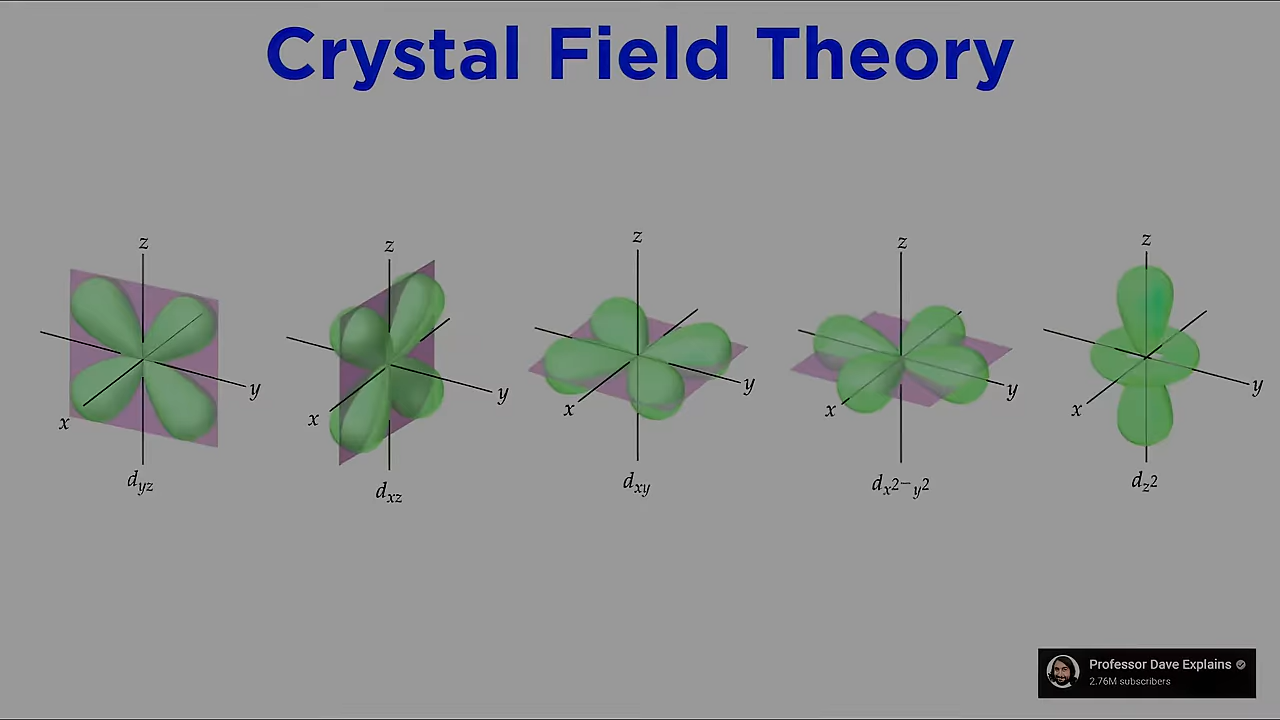 Crystal Field Theory
z
z
z
z
z
y
y
y
y
y
x
x
x
x
x
dyz
dxz
dxy
dx2−y2
dz2
Professor Dave Explains
2.76M subscribers